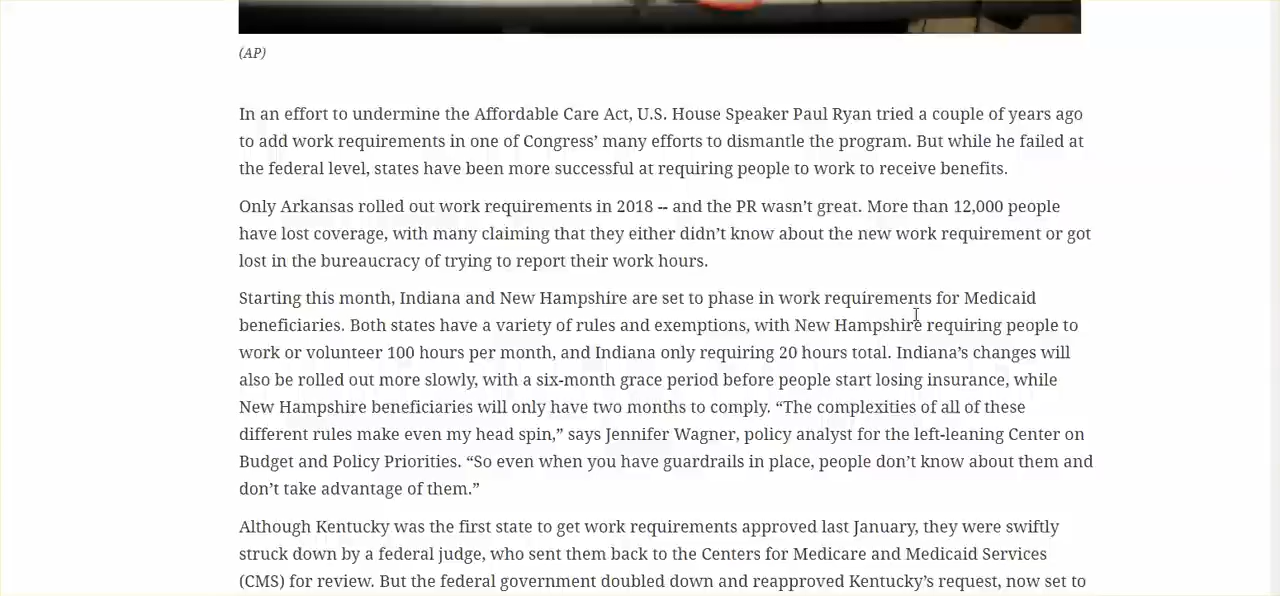 (AP)
In an effort to undermine the Affordable Care Act, U.S. House Speaker Paul Ryan tried a couple of years ago
to add work requirements in one of Congress’ many efforts to dismantle the program. But while he failed at
the federal level, states have been more successful at requiring people to work to receive benefits.
Only Arkansas rolled out work requirements in 2018 -- and the PR wasn’t great. More than 12,000 people
have lost coverage, with many claiming that they either didn’t know about the new work requirement or got
lost in the bureaucracy of trying to report their work hours.
Starting this month, Indiana and New Hampshire are set to phase in work requirements for Medicaid
beneficiaries. Both states have a variety of rules and exemptions, with New Hampshire requiring people to
work or volunteer 100 hours per month, and Indiana only requiring 20 hours total. Indiana’s changes will
also be rolled out more slowly, with a six-month grace period before people start losing insurance, while
New Hampshire beneficiaries will only have two months to comply. “The complexities of all of these
different rules make even my head spin,” says Jennifer Wagner, policy analyst for the left-leaning Center on
Budget and Policy Priorities. “So even when you have guardrails in place, people don’t know about them and
don’t take advantage of them.”
Although Kentucky was the first state to get work requirements approved last January, they were swiftly
struck down by a federal judge, who sent them back to the Centers for Medicare and Medicaid Services
(CMS) for review. But the federal government doubled down and reapproved Kentucky’s request, now set to